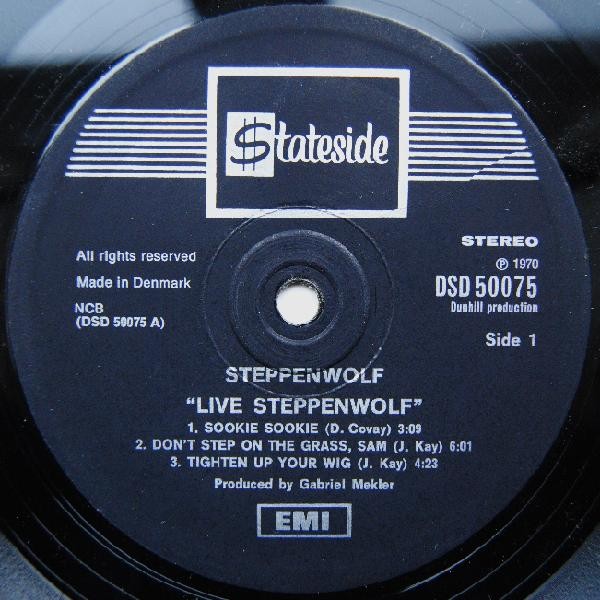 Stateside
All rights reserved
Made in Denmark
NCB
(DSD 50075 A)
STEREO
℗ 1970
DSD 50075
Dunhill production
Side 1
STEPPENWOLF
"LIVE STEPPENWOLF"
1. SOOKIE SOOKIE (D. Covay) 3:09
2. DON'T STEP ON THE GRASS, SAM (J. Kay) 6:01
3. TIGHTEN UP YOUR WIG (J. Kay) 4:23
Produced by Gabriel Mekler
EMI